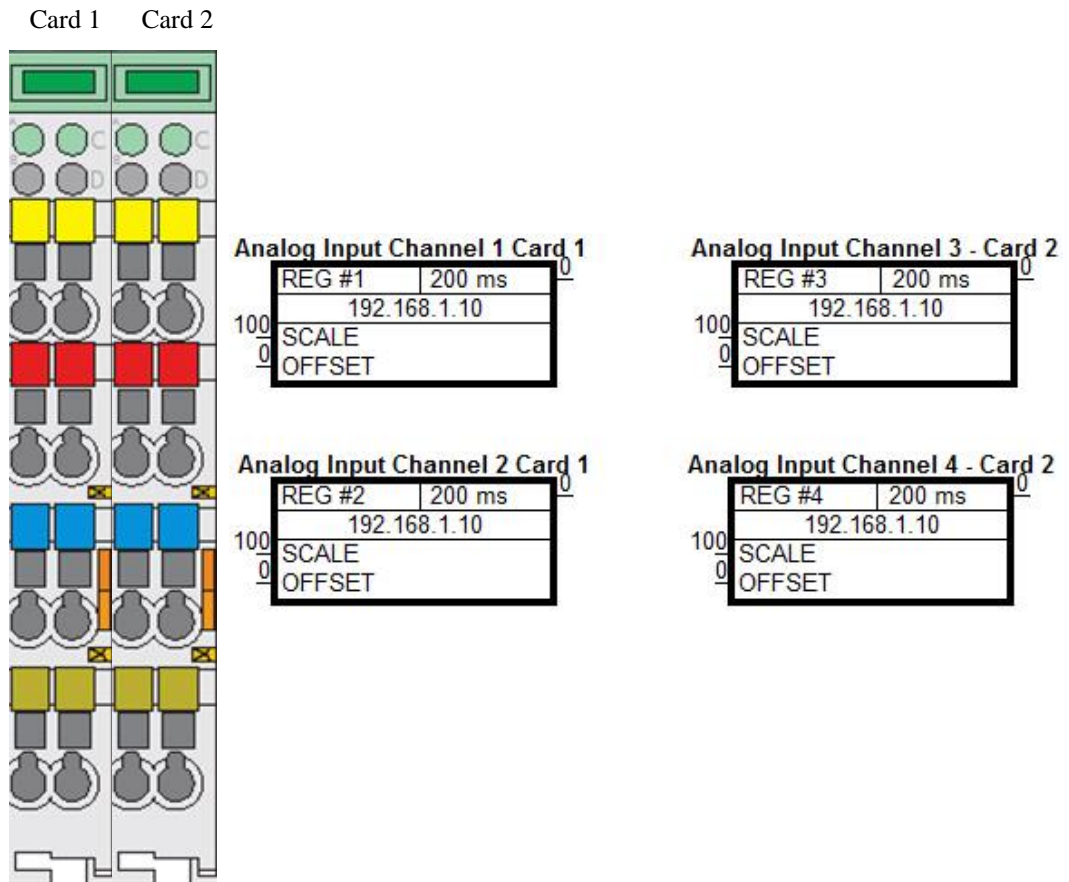 Card 1 Card 2
A C A C
B D B D
Analog Input Channel 1 Card 1
0
REG #1 200 ms
192.168.1.10
100
SCALE
0
OFFSET
Analog Input Channel 3 - Card 2
0
REG #3 200 ms
192.168.1.10
100
SCALE
0
OFFSET
Analog Input Channel 2 Card 1
0
REG #2 200 ms
192.168.1.10
100
SCALE
0
OFFSET
Analog Input Channel 4 - Card 2
0
REG #4 200 ms
192.168.1.10
100
SCALE
0
OFFSET